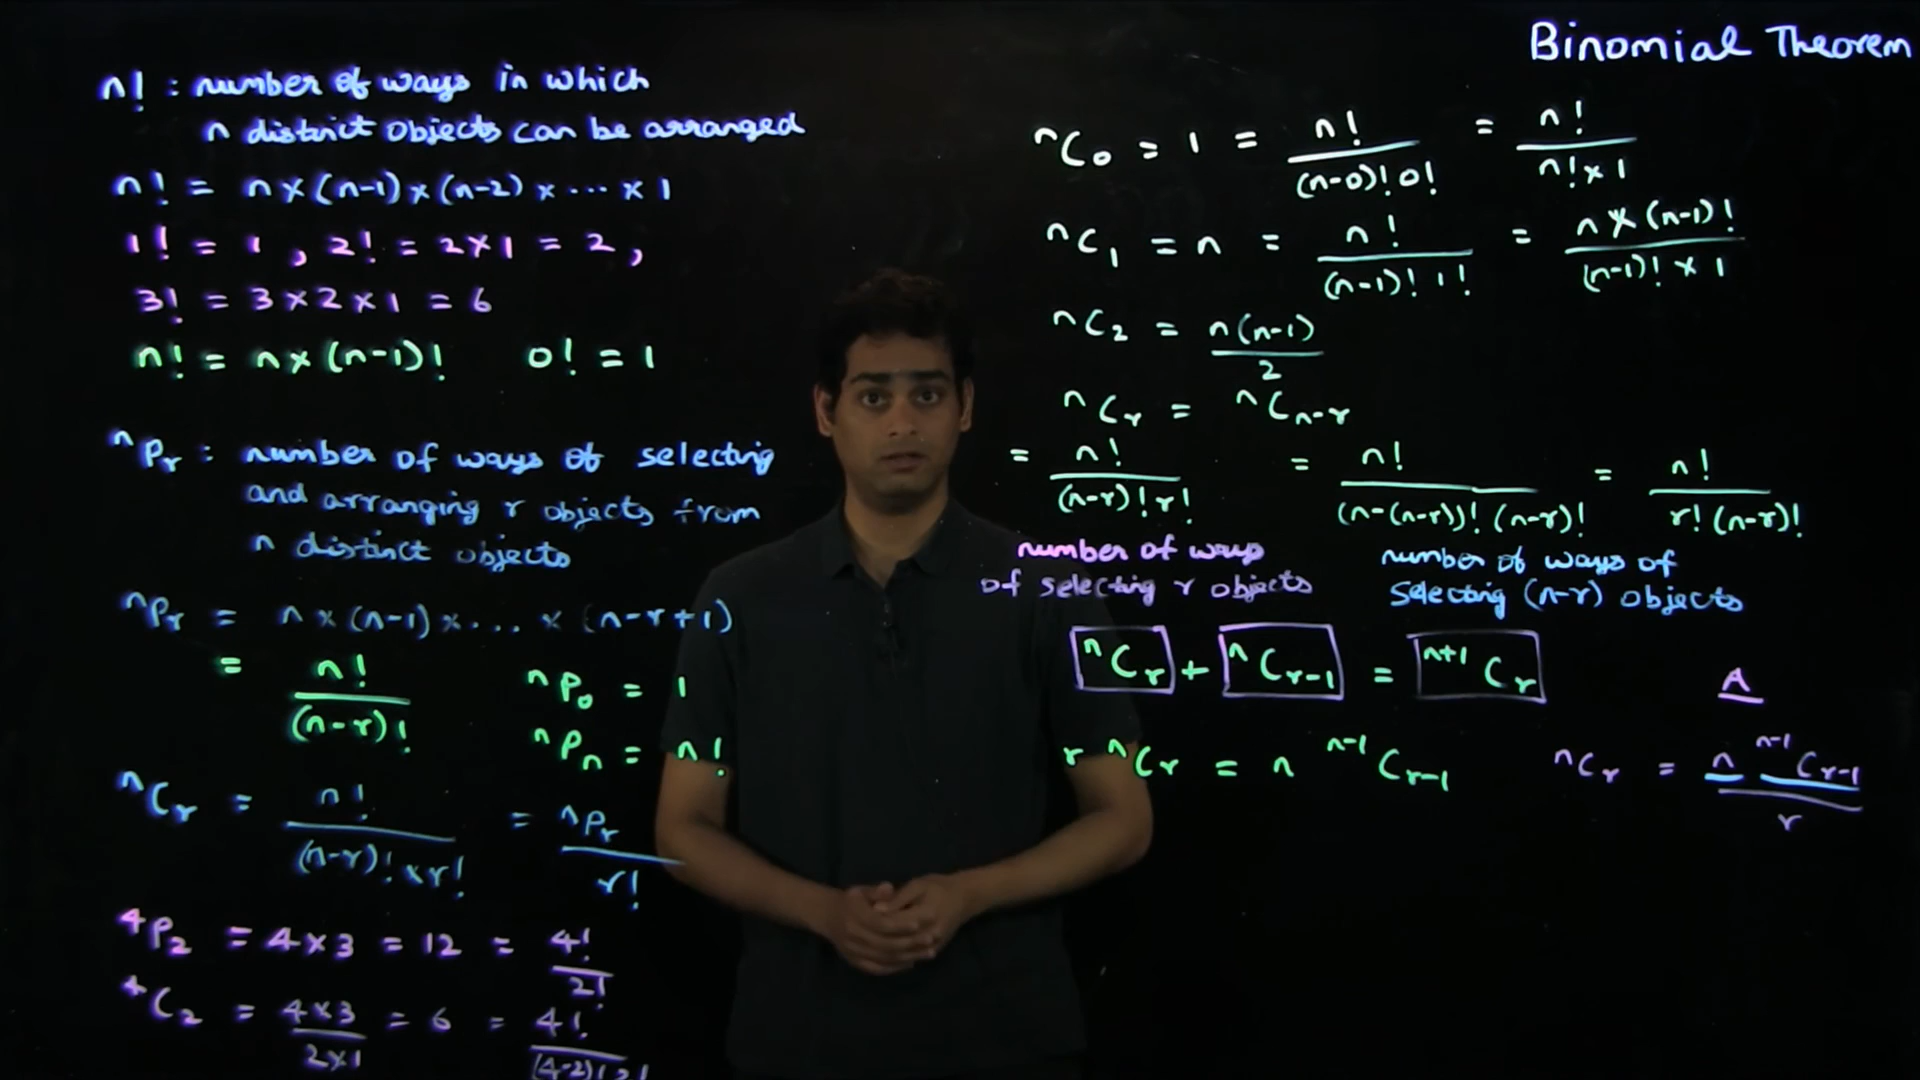 Binomial Theorem
n! : number of ways in which
n distinct objects can be arranged
n! = n×(n-1)×(n-2)×...×1
1! = 1, 2! = 2×1 = 2,
3! = 3×2×1 = 6
n! = n×(n-1)! 0! = 1
ⁿPᵣ : number of ways of selecting
and arranging r objects from
n distinct objects
ⁿPᵣ = n×(n-1)×...×(n-r+1)
= n!/(n-r)!
ⁿP₀ = 1
ⁿPₙ = n!
ⁿCᵣ = n!/((n-r)!×r!) = ⁿPᵣ/r!
⁴P₂ = 4×3 = 12 = 4!/2!
⁴C₂ = (4×3)/(2×1) = 6 = 4!/((4-2)!2!)
ⁿC₀ = 1 = n!/((n-0)!0!) = n!/(n!×1)
ⁿC₁ = n = n!/((n-1)!1!) = (n×(n-1)!)/((n-1)!×1)
ⁿC₂ = n(n-1)/2
ⁿCᵣ = ⁿCₙ₋ᵣ
= n!/((n-r)!r!) = n!/((n-(n-r))!(n-r)!) = n!/(r!(n-r)!)
number of ways
of selecting r objects
number of ways of
selecting (n-r) objects
ⁿCᵣ + ⁿCᵣ₋₁ = ⁿ⁺¹Cᵣ
A
r ⁿCᵣ = n ⁿ⁻¹Cᵣ₋₁
ⁿCᵣ = n ⁿ⁻¹Cᵣ₋₁/r